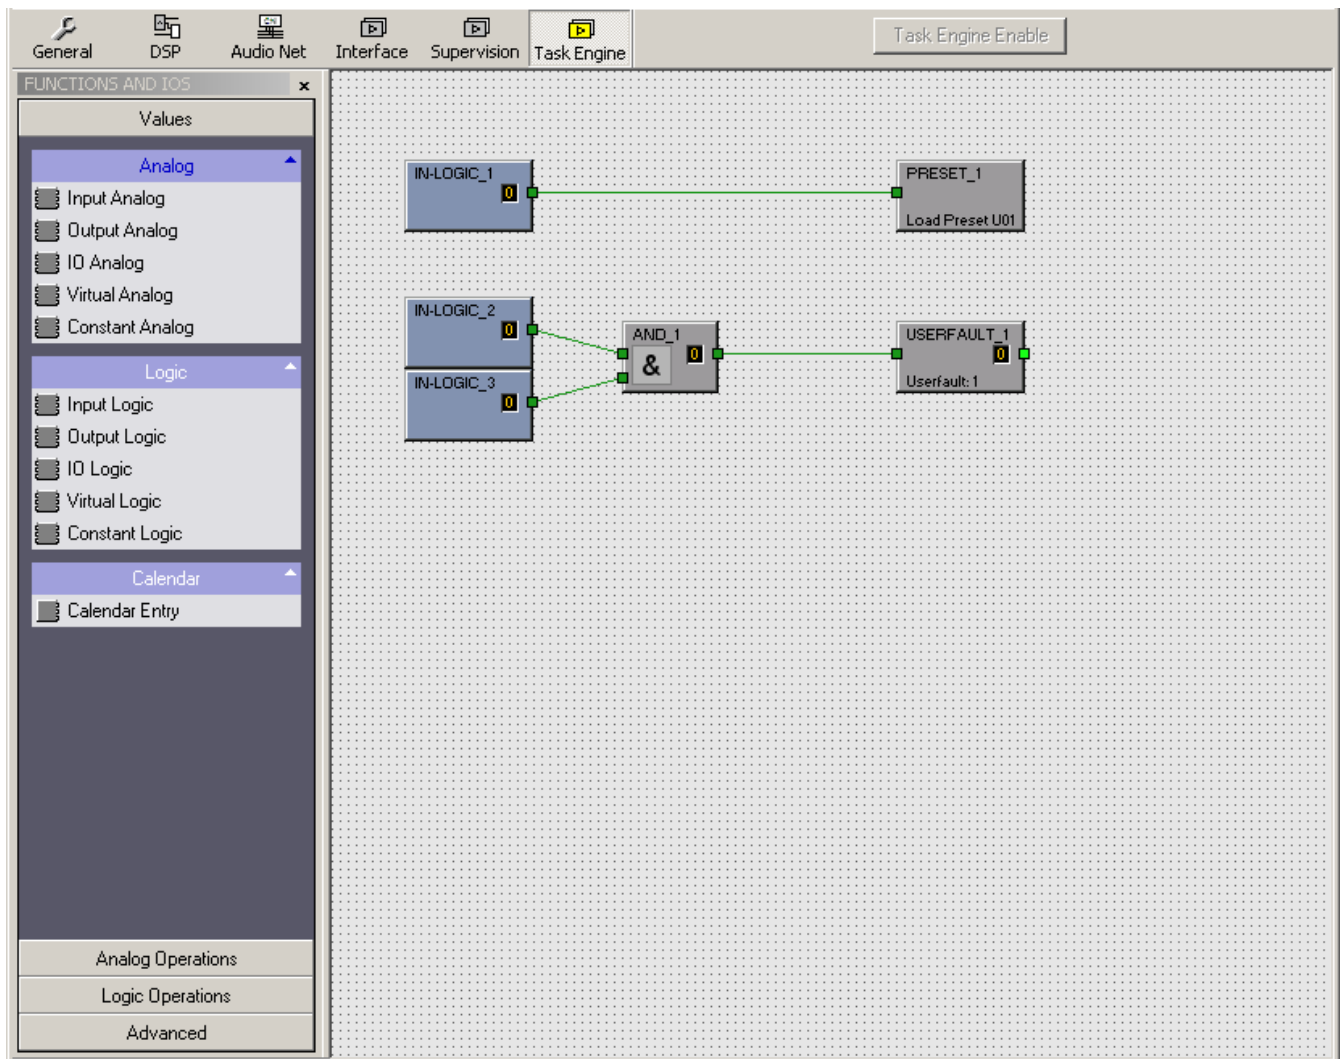 General DSP Audio Net Interface Supervision Task Engine Task Engine Enable
FUNCTIONS AND IOS x
Values
Analog
Input Analog
Output Analog
IO Analog
Virtual Analog
Constant Analog
Logic
Input Logic
Output Logic
IO Logic
Virtual Logic
Constant Logic
Calendar
Calendar Entry
Analog Operations
Logic Operations
Advanced
IN-LOGIC_1
0
PRESET_1
Load Preset U01
IN-LOGIC_2
0
IN-LOGIC_3
0
AND_1
& 0
USERFAULT_1
0
Userfault: 1